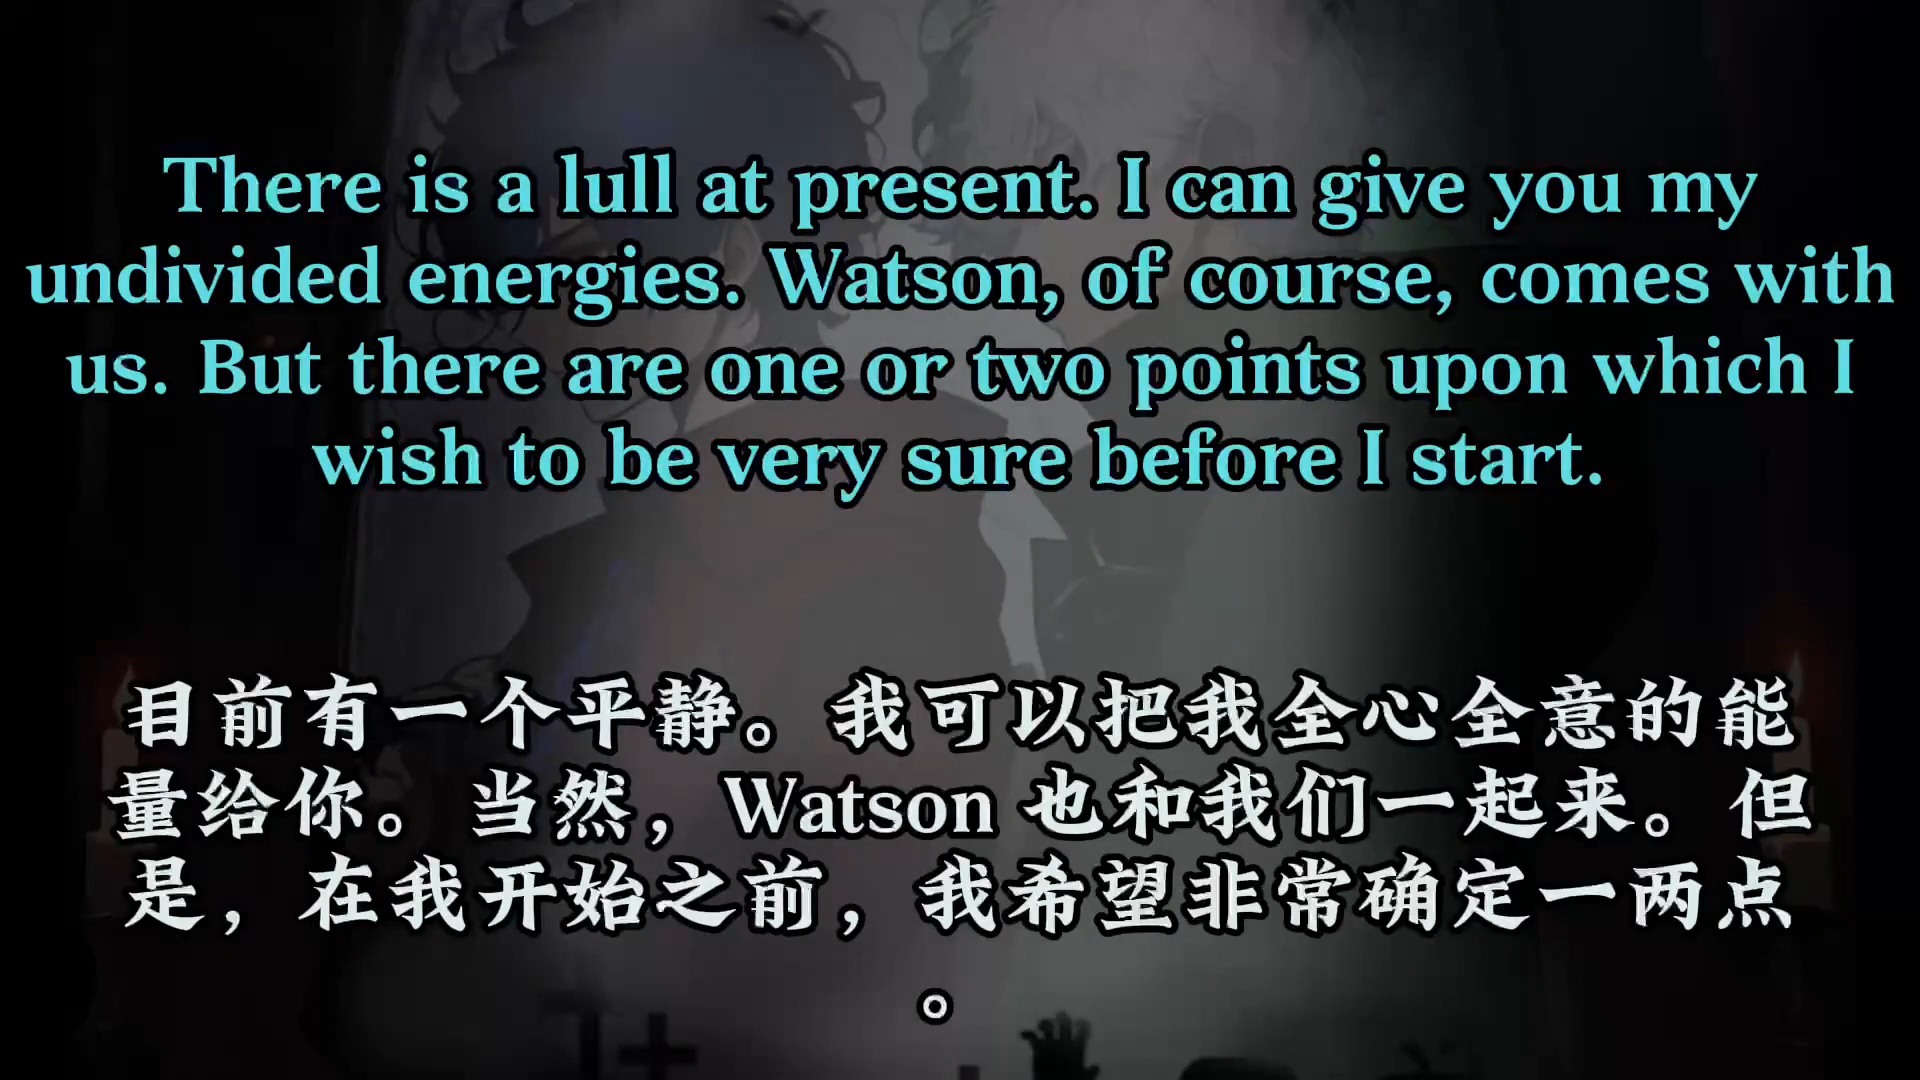 There is a lull at present. I can give you my
undivided energies. Watson, of course, comes with
us. But there are one or two points upon which I
wish to be very sure before I start.
目前有一个平静。我可以把我全心全意的能
量给你。当然，Watson 也和我们一起来。但
是，在我开始之前，我希望非常确定一两点
。